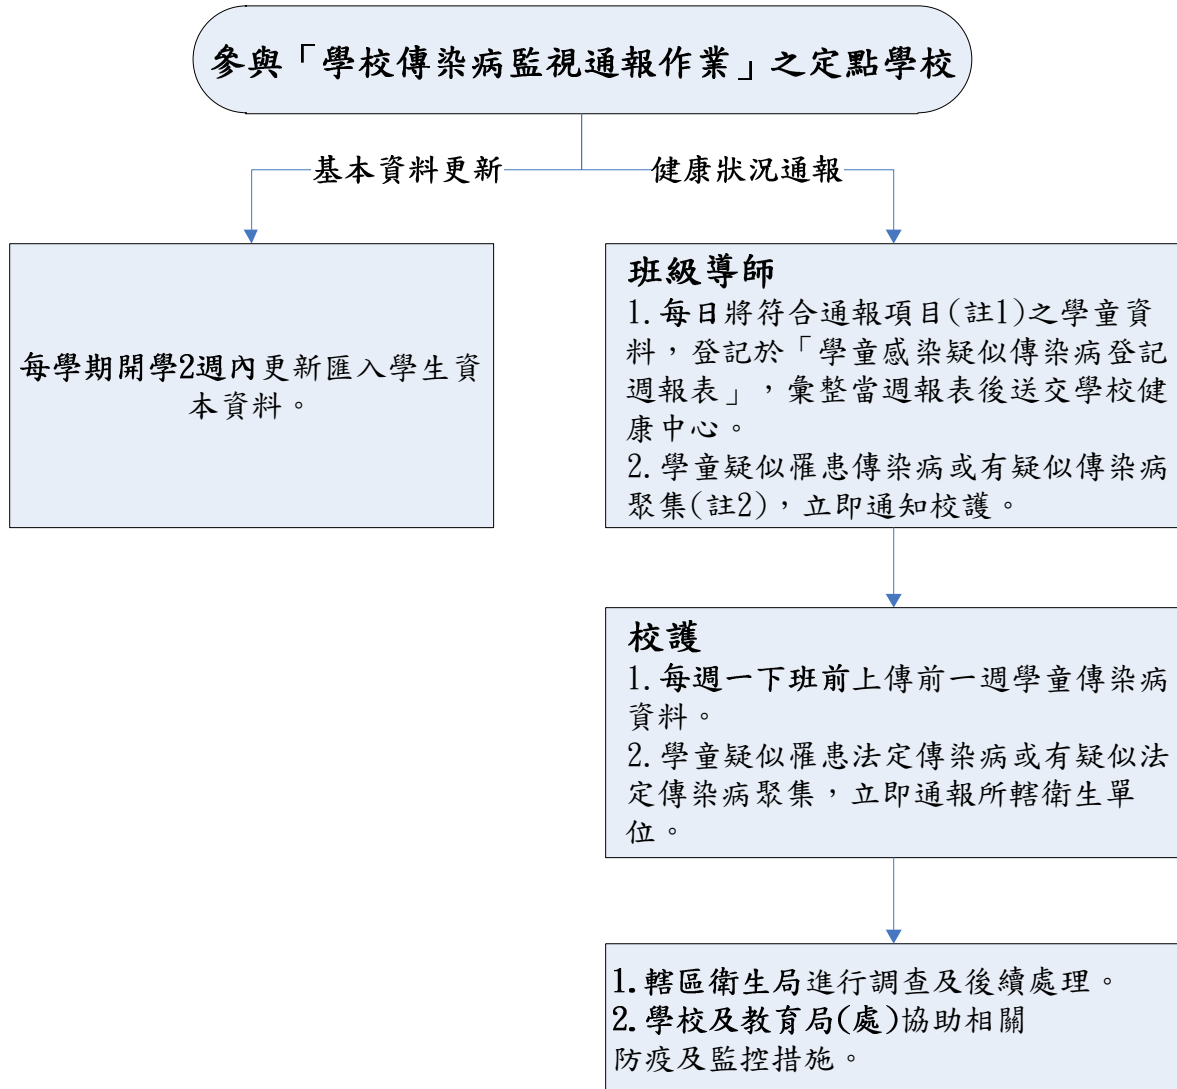 參與「學校傳染病監視通報作業」之定點學校
基本資料更新
健康狀況通報
每學期開學2週內更新匯入學生資
本資料。
班級導師
1.每日將符合通報項目(註1)之學童資
料，登記於「學童感染疑似傳染病登記
週報表」，彙整當週報表後送交學校健
康中心。
2.學童疑似罹患傳染病或有疑似傳染病
聚集(註2)，立即通知校護。
校護
1.每週一下班前上傳前一週學童傳染病
資料。
2.學童疑似罹患法定傳染病或有疑似法
定傳染病聚集，立即通報所轄衛生單
位。
1.轄區衛生局進行調查及後續處理。
2.學校及教育局(處)協助相關
防疫及監控措施。